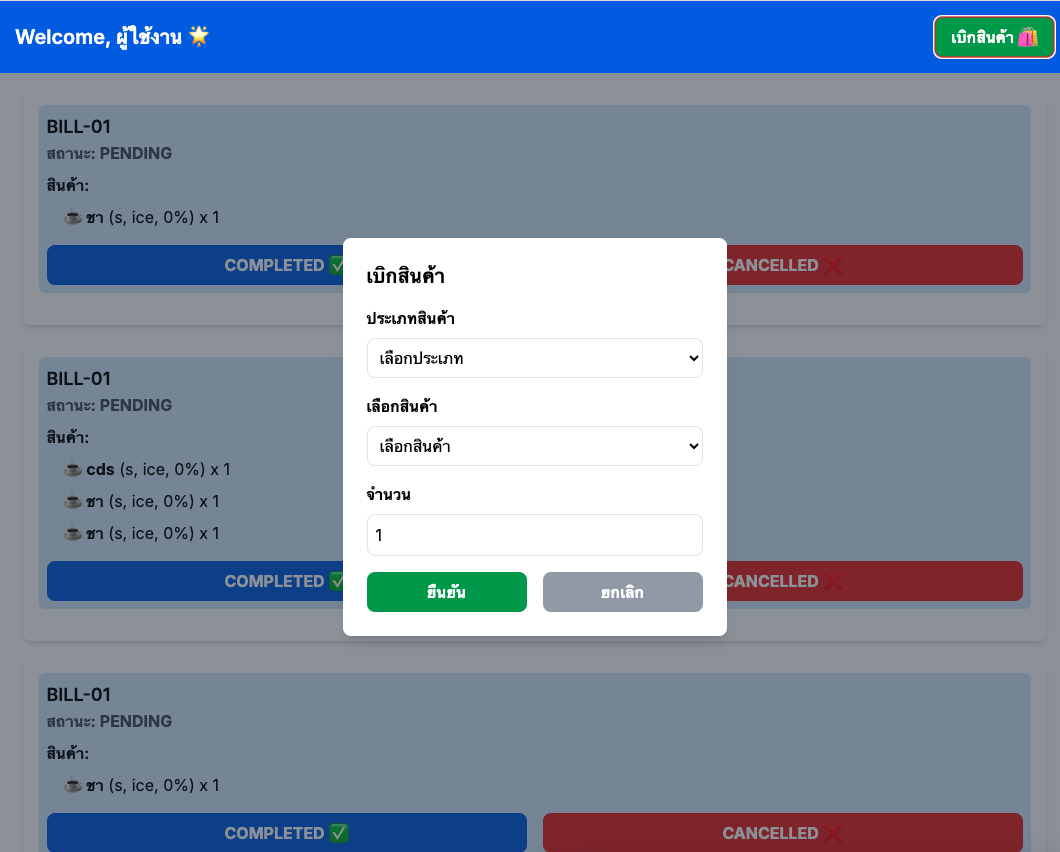 Welcome, ผู้ใช้งาน 🌟
เบิกสินค้า 🛍️
BILL-01
สถานะ: PENDING
สินค้า:
☕ ชา (s, ice, 0%) x 1
COMPLETED ✅
CANCELLED ❌
เบิกสินค้า
ประเภทสินค้า
เลือกประเภท
เลือกสินค้า
เลือกสินค้า
จำนวน
1
ยืนยัน
ยกเลิก
BILL-01
สถานะ: PENDING
สินค้า:
☕ cds (s, ice, 0%) x 1
☕ ชา (s, ice, 0%) x 1
☕ ชา (s, ice, 0%) x 1
COMPLETED ✅
CANCELLED ❌
BILL-01
สถานะ: PENDING
สินค้า:
☕ ชา (s, ice, 0%) x 1
COMPLETED ✅
CANCELLED ❌